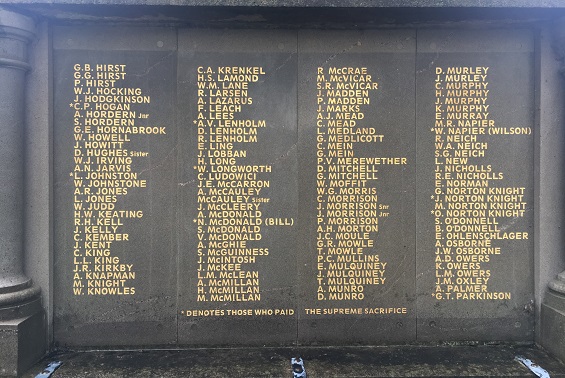 G.B. HIRST
G.G. HIRST
P. HIRST
W.J. HOCKING
J. HODGKINSON
*C.P. HOGAN
A. HORDERN Jnr
S. HORDERN
G.E. HORNABROOK
W. HOWELL
J. HOWITT
D. HUGHES Sister
W.J. IRVING
A.N. JARVIS
*L. JOHNSTON
W. JOHNSTONE
A.R. JONES
L. JONES
W. JUDD
H.W. KEATING
R.H. KELL
J. KELLY
C. KEMBER
J. KENT
C. KING
L.L. KING
J.R. KIRKBY
A. KNAPMAN
M. KNIGHT
W. KNOWLES
C.A. KRENKEL
H.S. LAMOND
W.M. LANE
R. LARSEN
A. LAZARUS
F. LEACH
A. LEES
*A.V. LENHOLM
D. LENHOLM
R. LENHOLM
E. LING
J. LOBBAN
H. LONG
*W. LONGWORTH
C. LUDOWICI
J.E. McCARRON
A. McCAULEY
McCAULEY Sister
J. McCLEERY
A. McDONALD
*N. McDONALD (BILL)
S. McDONALD
V. McDONALD
A. McGHIE
S. McGUINNESS
J. McINTOSH
J. McKEE
L.M. McLEAN
A. McMILLAN
H. McMILLAN
M. McMILLAN
R McCRAE
M. McVICAR
S.R. McVICAR
J. MADDEN
P. MADDEN
J. MARKS
A.J. MEAD
C. MEAD
L. MEDLAND
G. MEDLICOTT
C. MEIN
C. MEIN
P.V. MEREWETHER
D. MITCHELL
G. MITCHELL
W. MOFFIT
W.G. MORRIS
C. MORRISON
J. MORRISON Snr
J. MORRISON Jnr
P. MORRISON
A.H. MORTON
J.C. MOULE
G.R. MOWLE
T. MOWLE
P.C. MULLINS
E. MULQUINEY
J. MULQUINEY
T. MULQUINEY
A. MUNRO
D. MUNRO
D. MURLEY
J. MURLEY
C. MURPHY
H. MURPHY
J. MURPHY
K. MURPHY
E. MURRAY
M.R. NAPIER
*W. NAPIER (WILSON)
R. NEICH
W.A. NEICH
S.G. NEICH
L. NEW
J. NICHOLLS
R.E. NICHOLLS
E. NORMAN
G. NORTON KNIGHT
*J. NORTON KNIGHT
A. NORTON KNIGHT
*O. NORTON KNIGHT
S. O'DONNELL
B. O'DONNELL
E. OHLENSCHLAGER
A. OSBORNE
J.W. OSBORNE
A.D. OWERS
K. OWERS
L.M. OWERS
J.M. OXLEY
A. PALMER
*G.T. PARKINSON
*DENOTES THOSE WHO PAID THE SUPREME SACRIFICE